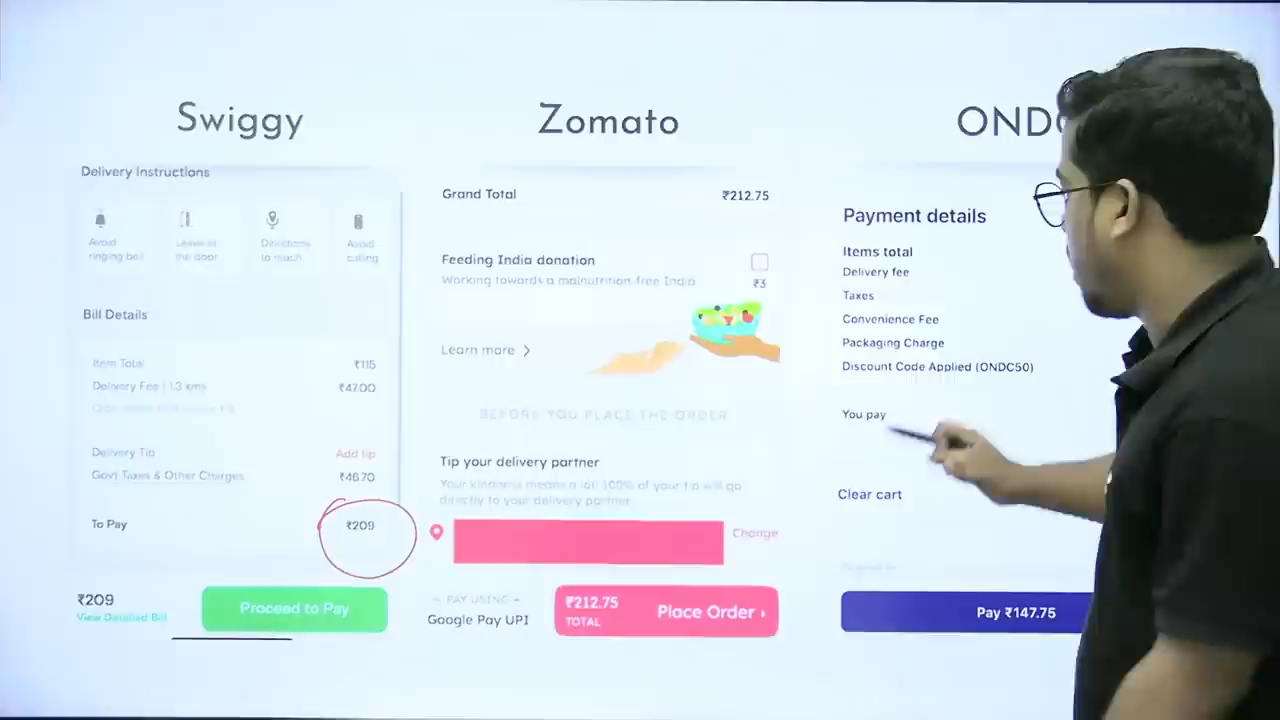 Swiggy
Delivery Instructions
Avoid
ringing bell
Leave at
the door
Directions
to reach
Avoid
calling
Bill Details
Item Total ₹115
Delivery Fee | 1.3 kms ₹47.00
Delivery Tip Add tip
Govt Taxes & Other Charges ₹46.70
To Pay ₹209
₹209
View Detailed Bill
Proceed to Pay
Zomato
Grand Total ₹212.75
Feeding India donation
Working towards a malnutrition free India ₹3
Learn more >
BEFORE YOU PLACE THE ORDER
Tip your delivery partner
Your kindness means a lot! 100% of your tip will go
directly to your delivery partner.
Change
PAY USING
Google Pay UPI
₹212.75
TOTAL
Place Order
OND
Payment details
Items total
Delivery fee
Taxes
Convenience Fee
Packaging Charge
Discount Code Applied (ONDC50)
You pay
Clear cart
Pay ₹147.75